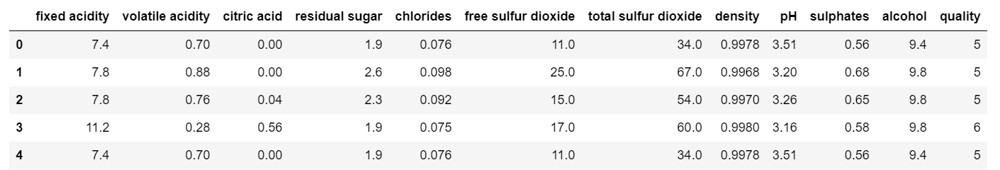 fixed acidity volatile acidity citric acid residual sugar chlorides free sulfur dioxide total sulfur dioxide density pH sulphates alcohol quality
0 7.4 0.70 0.00 1.9 0.076 11.0 34.0 0.9978 3.51 0.56 9.4 5
1 7.8 0.88 0.00 2.6 0.098 25.0 67.0 0.9968 3.20 0.68 9.8 5
2 7.8 0.76 0.04 2.3 0.092 15.0 54.0 0.9970 3.26 0.65 9.8 5
3 11.2 0.28 0.56 1.9 0.075 17.0 60.0 0.9980 3.16 0.58 9.8 6
4 7.4 0.70 0.00 1.9 0.076 11.0 34.0 0.9978 3.51 0.56 9.4 5